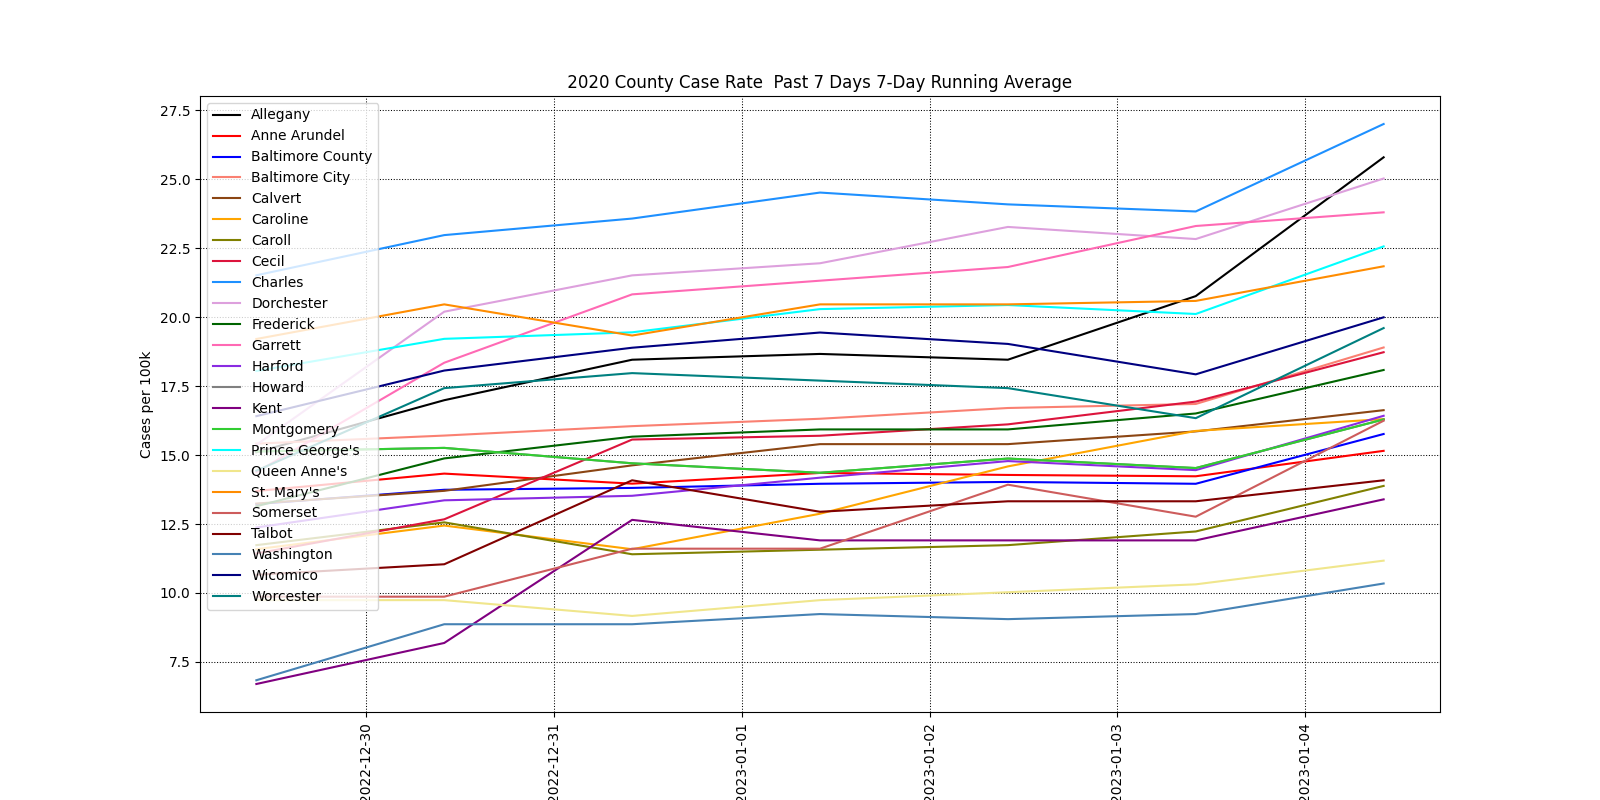 2020 County Case Rate  Past 7 Days 7-Day Running Average
Cases per 100k
27.5
25.0
22.5
20.0
17.5
15.0
12.5
10.0
7.5
Allegany
Anne Arundel
Baltimore County
Baltimore City
Calvert
Caroline
Caroll
Cecil
Charles
Dorchester
Frederick
Garrett
Harford
Howard
Kent
Montgomery
Prince George's
Queen Anne's
St. Mary's
Somerset
Talbot
Washington
Wicomico
Worcester
2022-12-30
2022-12-31
2023-01-01
2023-01-02
2023-01-03
2023-01-04